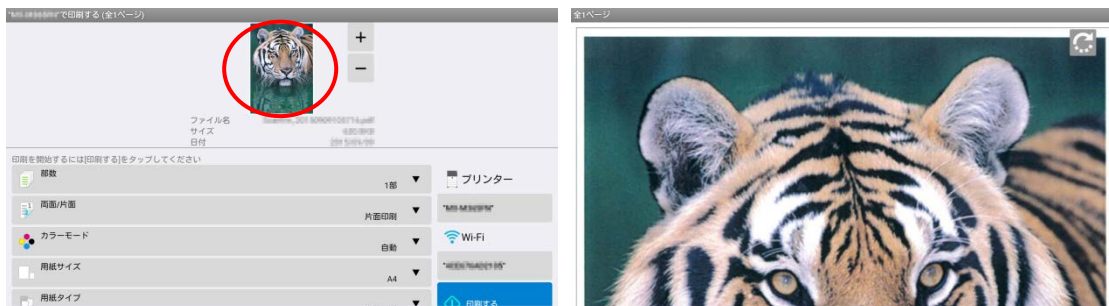 で印刷する (全1ページ)
ファイル名
サイズ
日付
印刷を開始するには[印刷する]をタップしてください
部数
1部 ▼
両面/片面
片面印刷 ▼
カラーモード
自動 ▼
用紙サイズ
A4 ▼
用紙タイプ
プリンター
Wi-Fi
印刷する
全1ページ